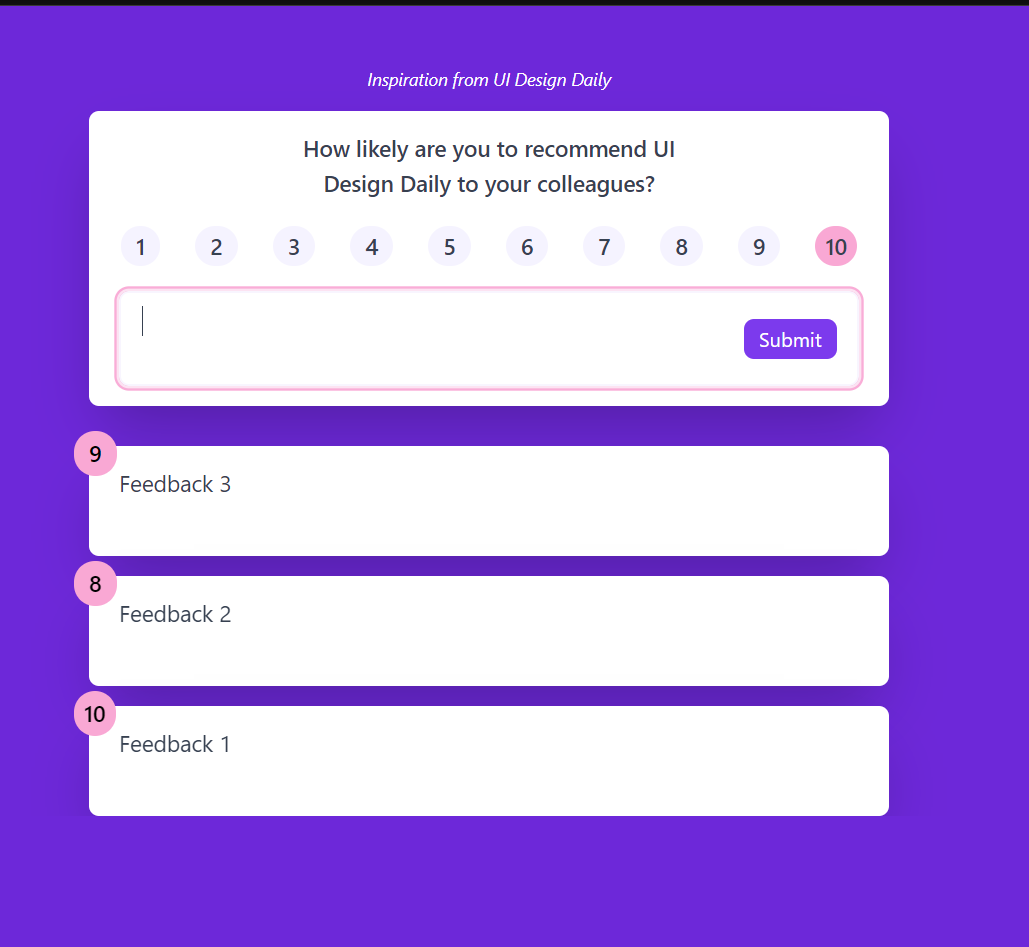 Inspiration from UI Design Daily
How likely are you to recommend UI
Design Daily to your colleagues?
1 2 3 4 5 6 7 8 9 10
Submit
9
Feedback 3
8
Feedback 2
10
Feedback 1